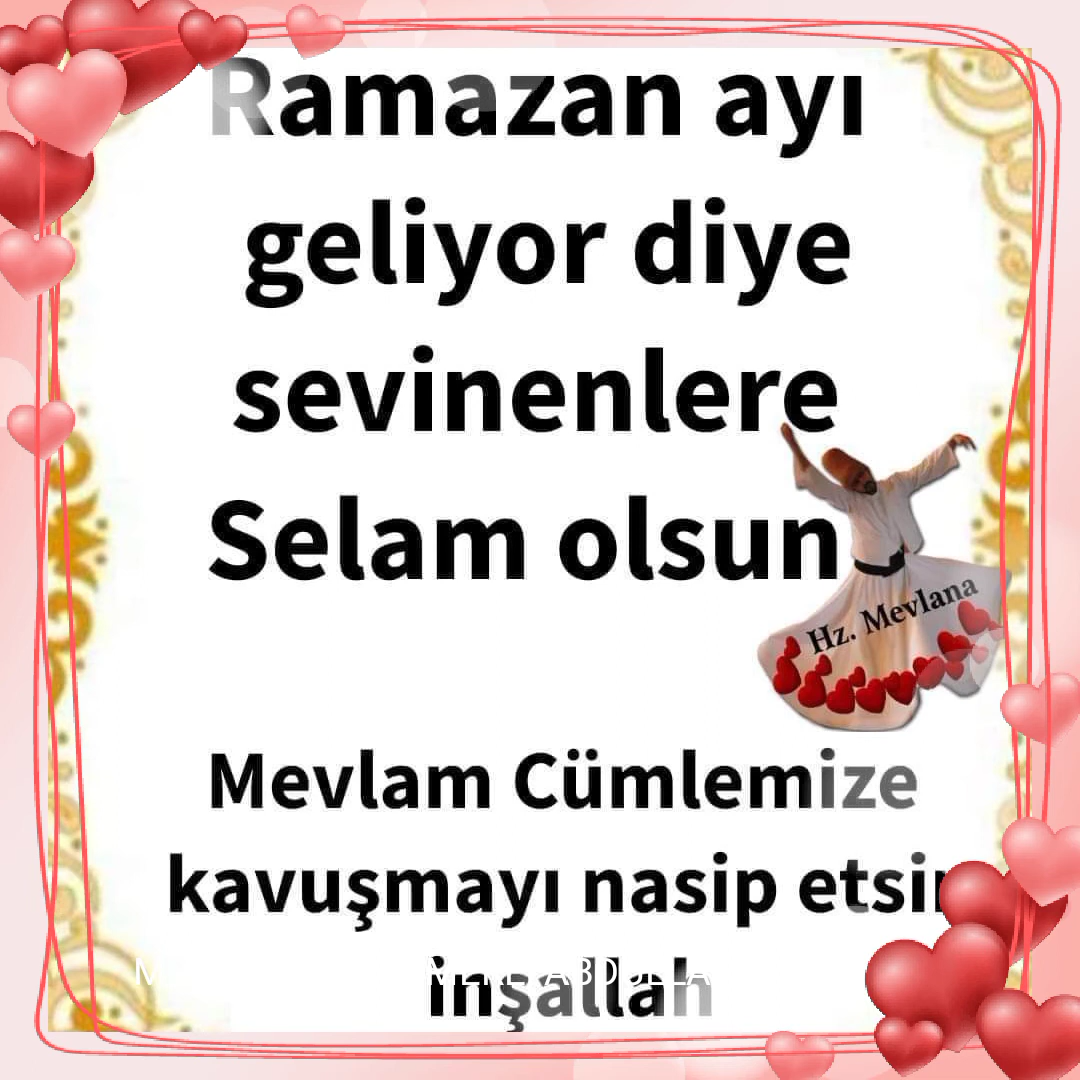 Ramazan ayı
geliyor diye
sevinenlere
Selam olsun
Hz. Mevlana
Mevlam Cümlemize
kavuşmayı nasip etsin
inşallah